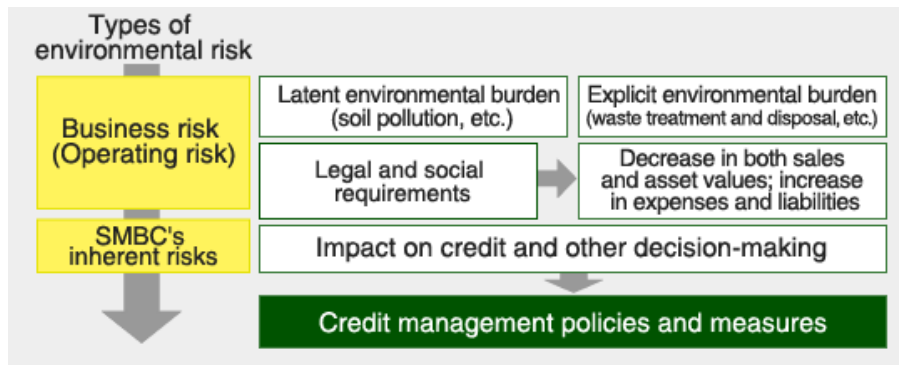 Types of
environmental risk
Business risk
(Operating risk)
Latent environmental burden
(soil pollution, etc.)
Explicit environmental burden
(waste treatment and disposal, etc.)
Legal and social
requirements
Decrease in both sales
and asset values; increase
in expenses and liabilities
SMBC's
inherent risks
Impact on credit and other decision-making
Credit management policies and measures